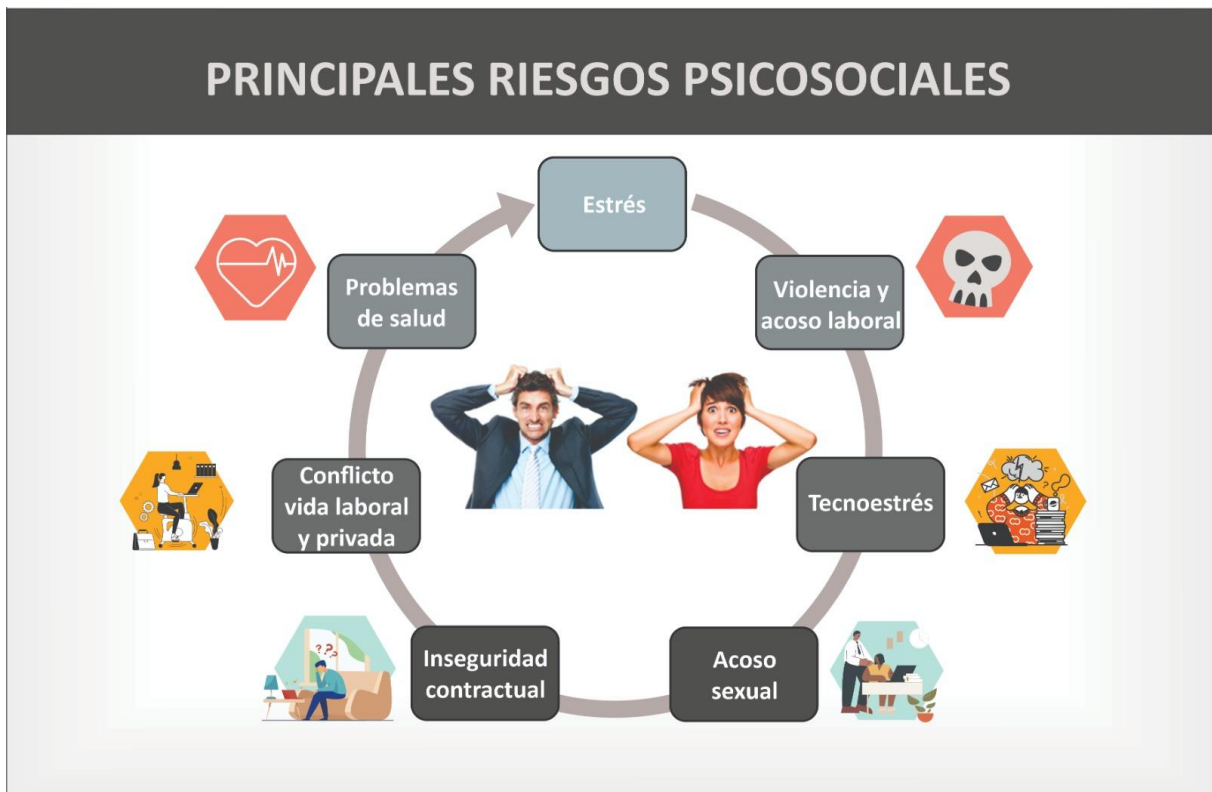 PRINCIPALES RIESGOS PSICOSOCIALES
Estrés
Violencia y
acoso laboral
Tecnoestrés
Acoso
sexual
Inseguridad
contractual
Conflicto
vida laboral
y privada
Problemas
de salud
???